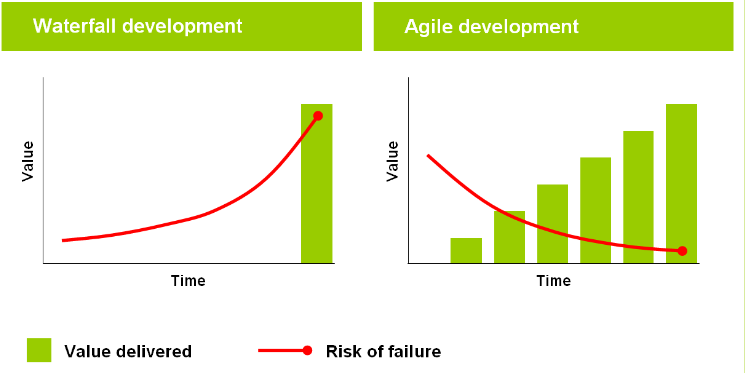 Waterfall development
Agile development
Value
Time
Value
Time
Value delivered
Risk of failure